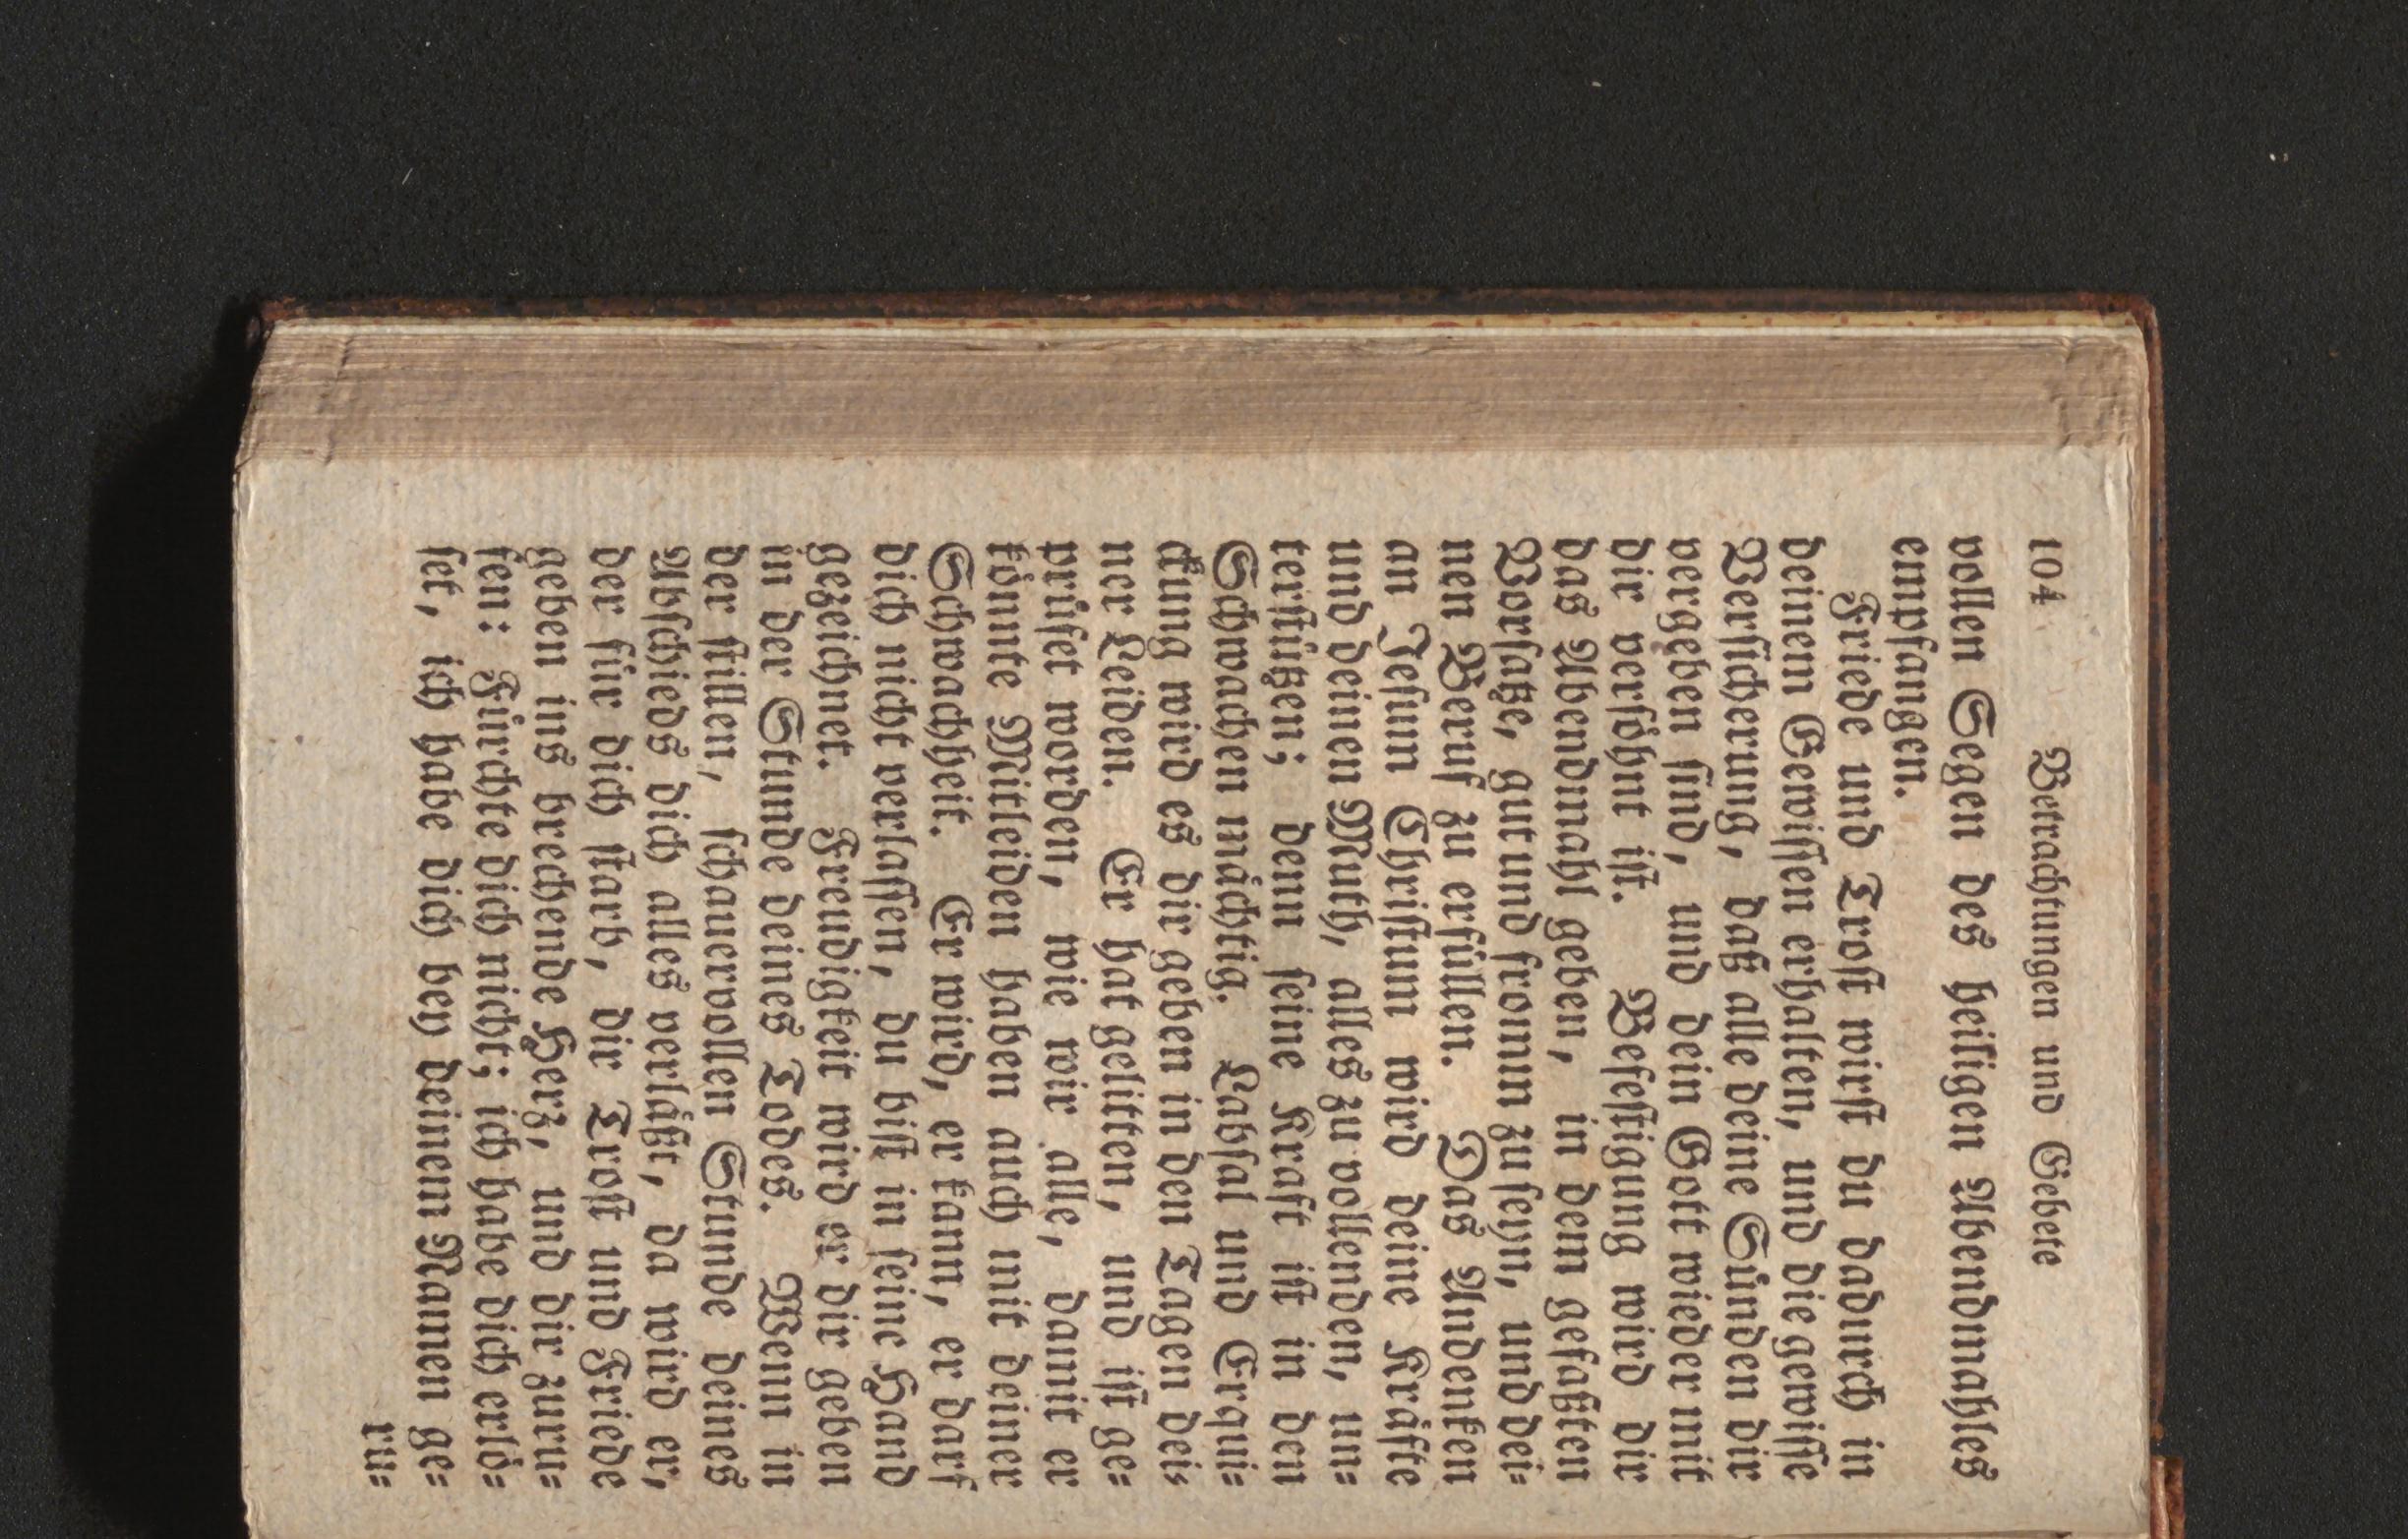 104 Betrachtungen und Gebete
vollen Segen des heiligen Abendmahles
empfangen.
Friede und Trost wirst du dadurch in
deinem Gewissen erhalten, und die gewisse
Versicherung, daß alle deine Sünden dir
vergeben sind, und dein Gott wieder mit
dir versöhnt ist. Befestigung wird dir
das Abendmahl geben, in dem gefaßten
Vorsatze, gut und fromm zu seyn, und dei=
nen Beruf zu erfüllen. Das Andenken
an Jesum Christum wird deine Kräfte
und deinen Muth, alles zu vollenden, un=
terstützen; denn seine Kraft ist in den
Schwachen mächtig. Labsal und Erqui=
ckung wird es dir geben in den Tagen dei=
ner Leiden. Er hat gelitten, und ist ge=
prüfet worden, wie wir alle, damit er
könnte Mitleiden haben auch mit deiner
Schwachheit. Er wird, er kann, er darf
dich nicht verlassen, du bist in seine Hand
gezeichnet. Freudigkeit wird er dir geben
in der Stunde deines Todes. Wenn in
der stillen, schauervollen Stunde deines
Abschieds dich alles verläßt, da wird er,
der für dich starb, dir Trost und Friede
geben ins brechende Herz, und dir zuru=
fen: Fürchte dich nicht; ich habe dich erlö=
set, ich habe dich bey deinem Namen ge=
ru=